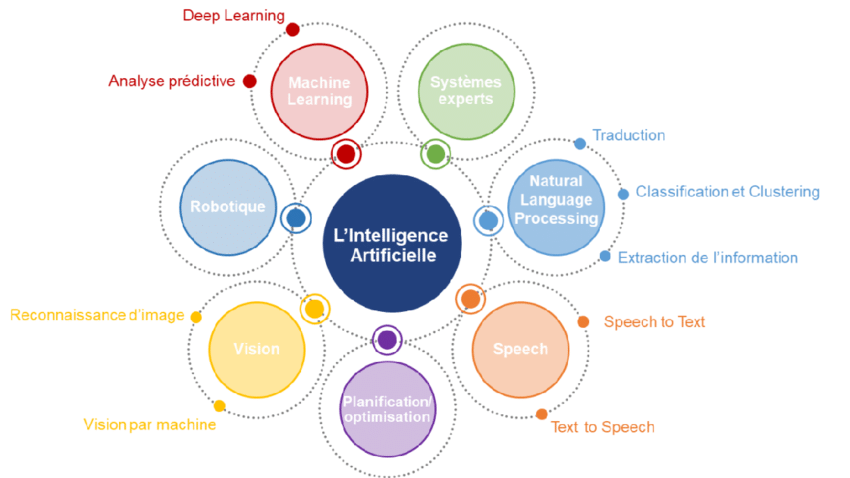 Deep Learning
Analyse prédictive
Machine
Learning
Systèmes
experts
Traduction
Natural
Language
Processing
Classification et Clustering
Extraction de l’information
Robotique
L’Intelligence
Artificielle
Reconnaissance d’image
Vision
Vision par machine
Speech
Speech to Text
Text to Speech
Planification/
optimisation